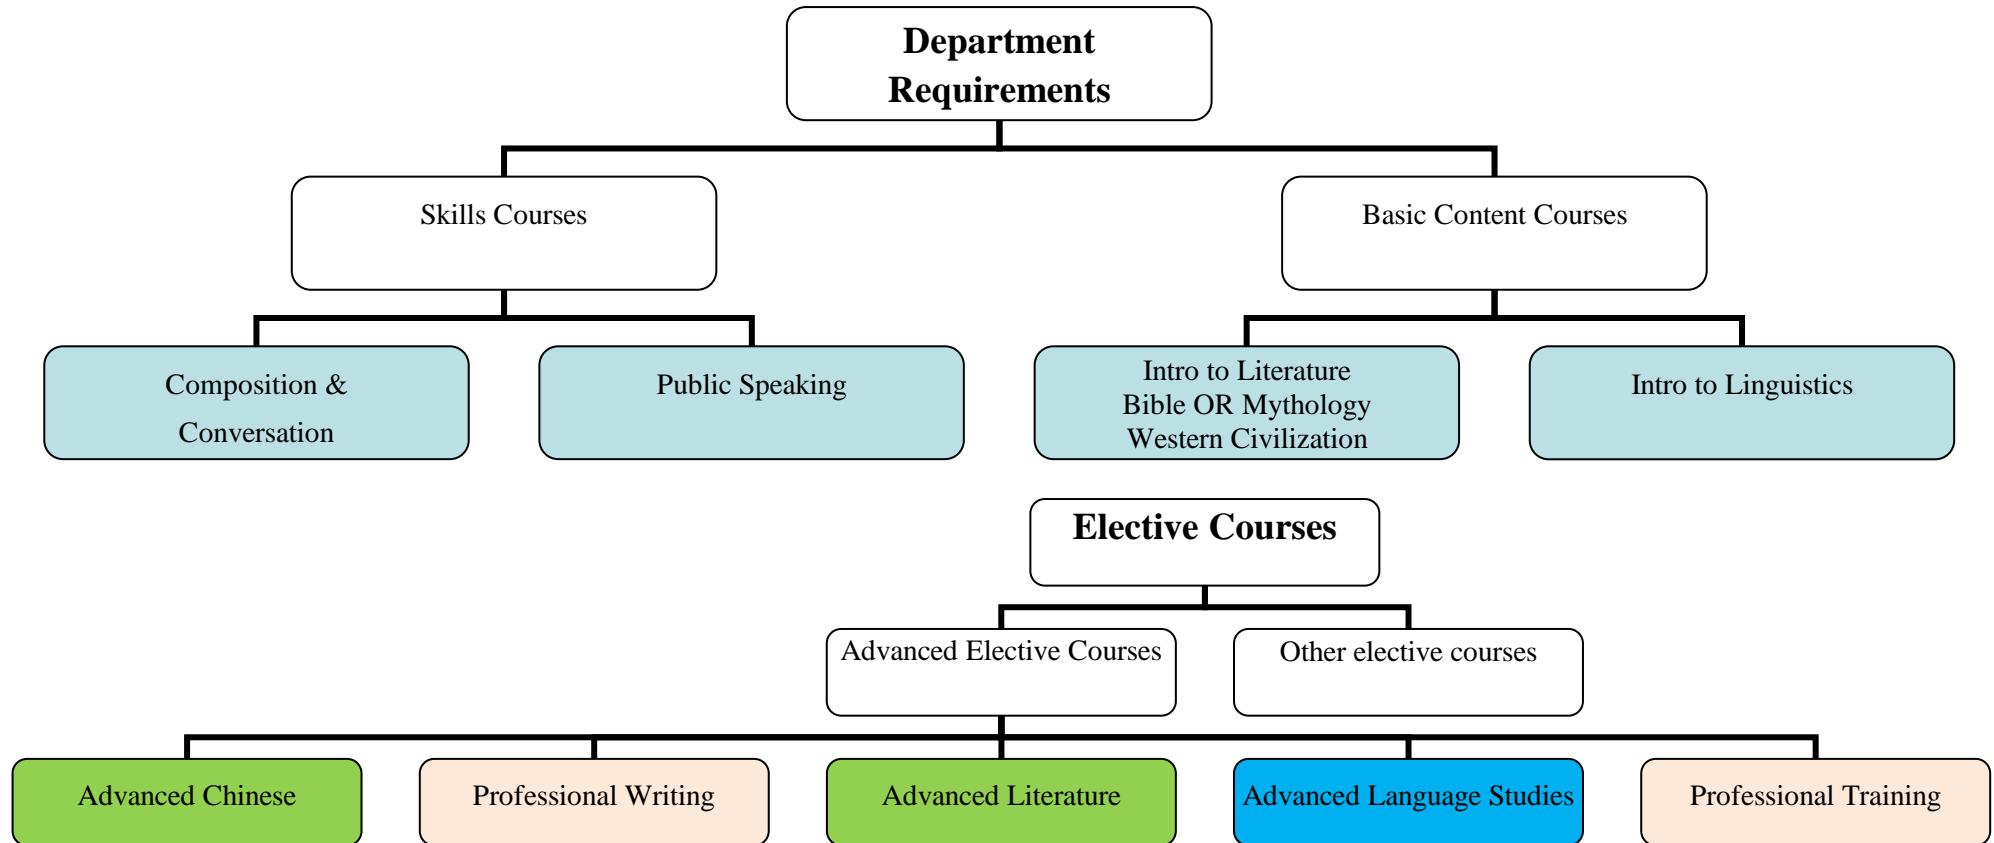 Department
Requirements
Skills Courses
Basic Content Courses
Composition &
Conversation
Public Speaking
Intro to Literature
Bible OR Mythology
Western Civilization
Intro to Linguistics
Elective Courses
Advanced Elective Courses
Other elective courses
Advanced Chinese
Professional Writing
Advanced Literature
Advanced Language Studies
Professional Training